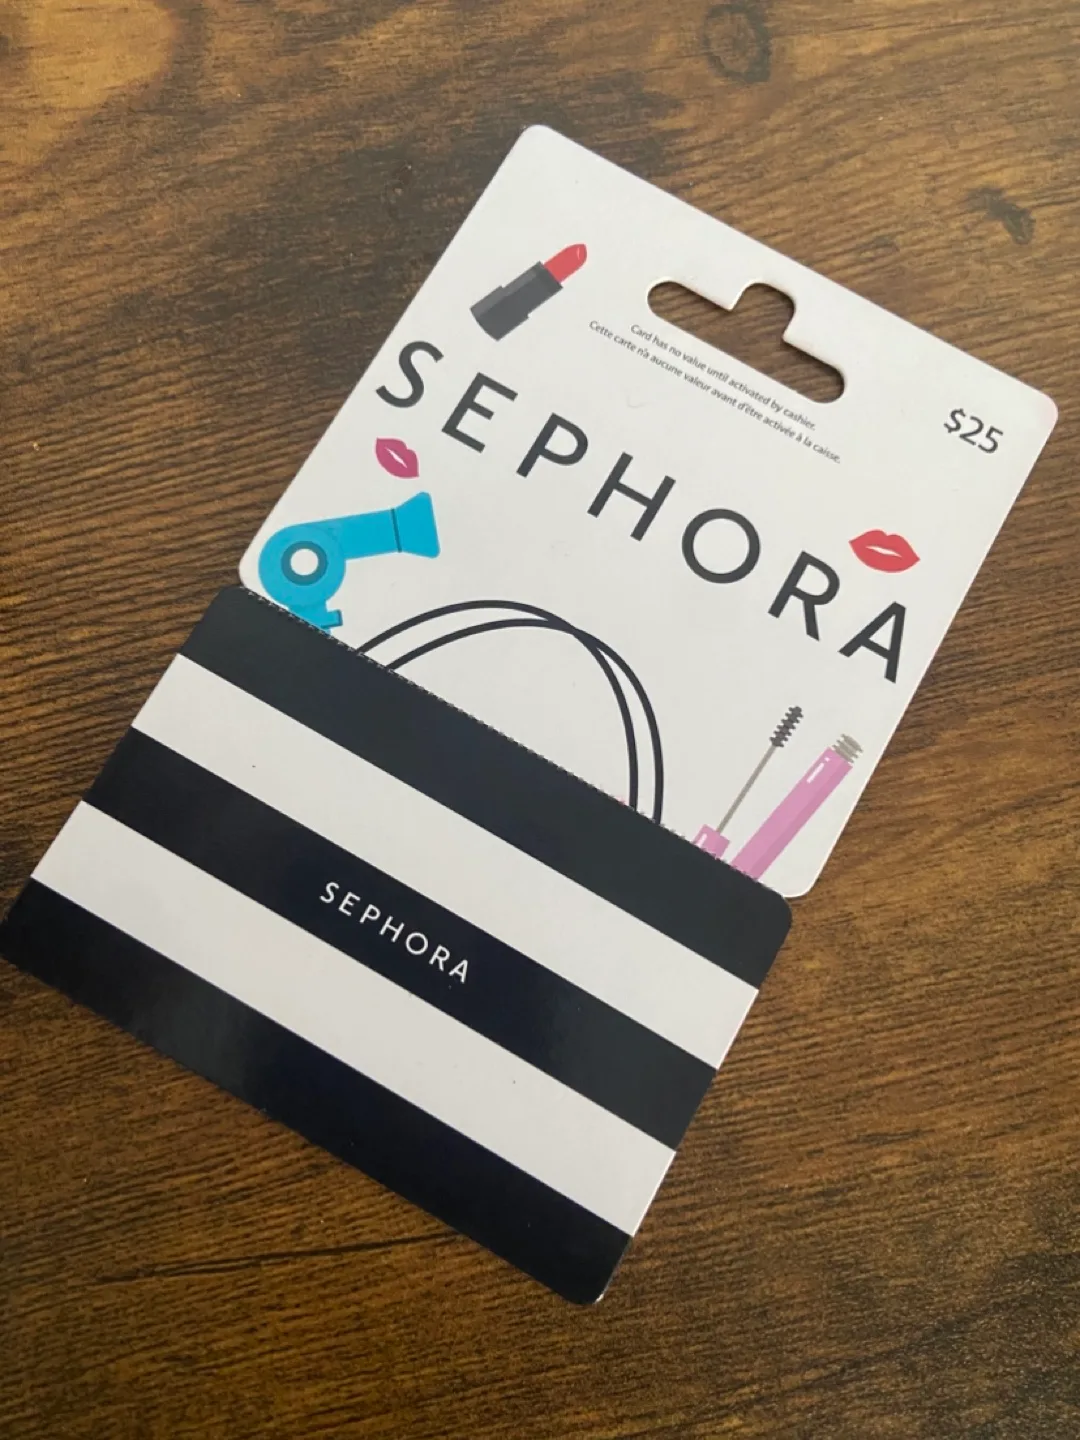 Card has no value until activated by cashier.
Cette carte n'a aucune valeur avant d'être activée à la caisse.
$25
SEPHORA
SEPHORA